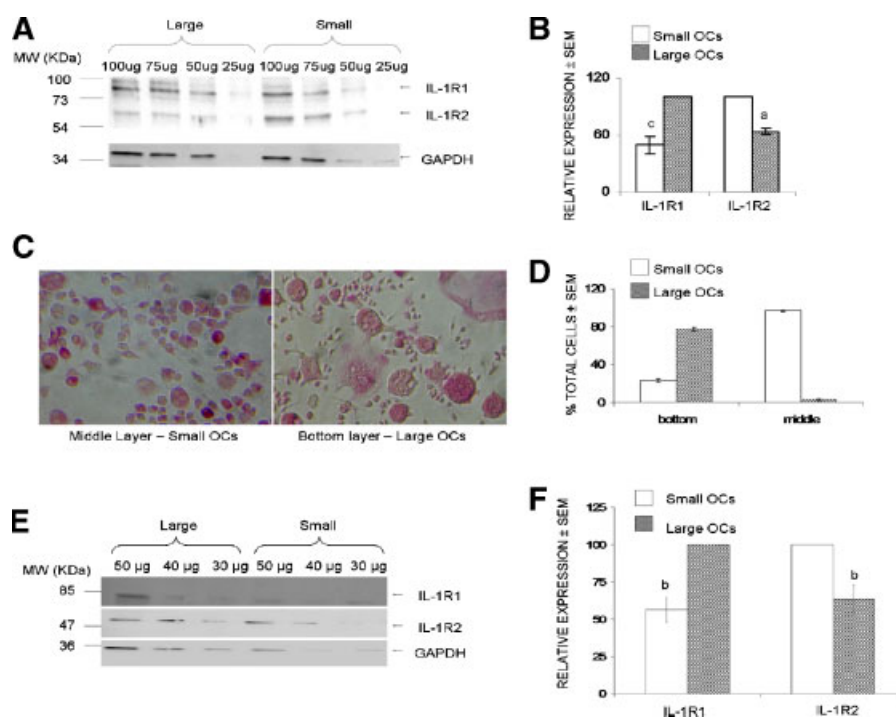 A
Large Small
MW (KDa)
100ug 75ug 50ug 25ug 100ug 75ug 50ug 25ug
100
73
54
34
IL-1R1
IL-1R2
GAPDH
B
Small OCs
Large OCs
RELATIVE EXPRESSION ± SEM
120
60
0
c
a
IL-1R1 IL-1R2
C
Middle Layer – Small OCs Bottom layer – Large OCs
D
Small OCs
Large OCs
% TOTAL CELLS ± SEM
120
80
40
0
bottom middle
E
Large Small
MW (KDa)
50 µg 40 µg 30 µg 50 µg 40 µg 30 µg
85
47
36
IL-1R1
IL-1R2
GAPDH
F
Small OCs
Large OCs
RELATIVE EXPRESSION ± SEM
125
100
75
50
25
0
b
b
IL-1R1 IL-1R2